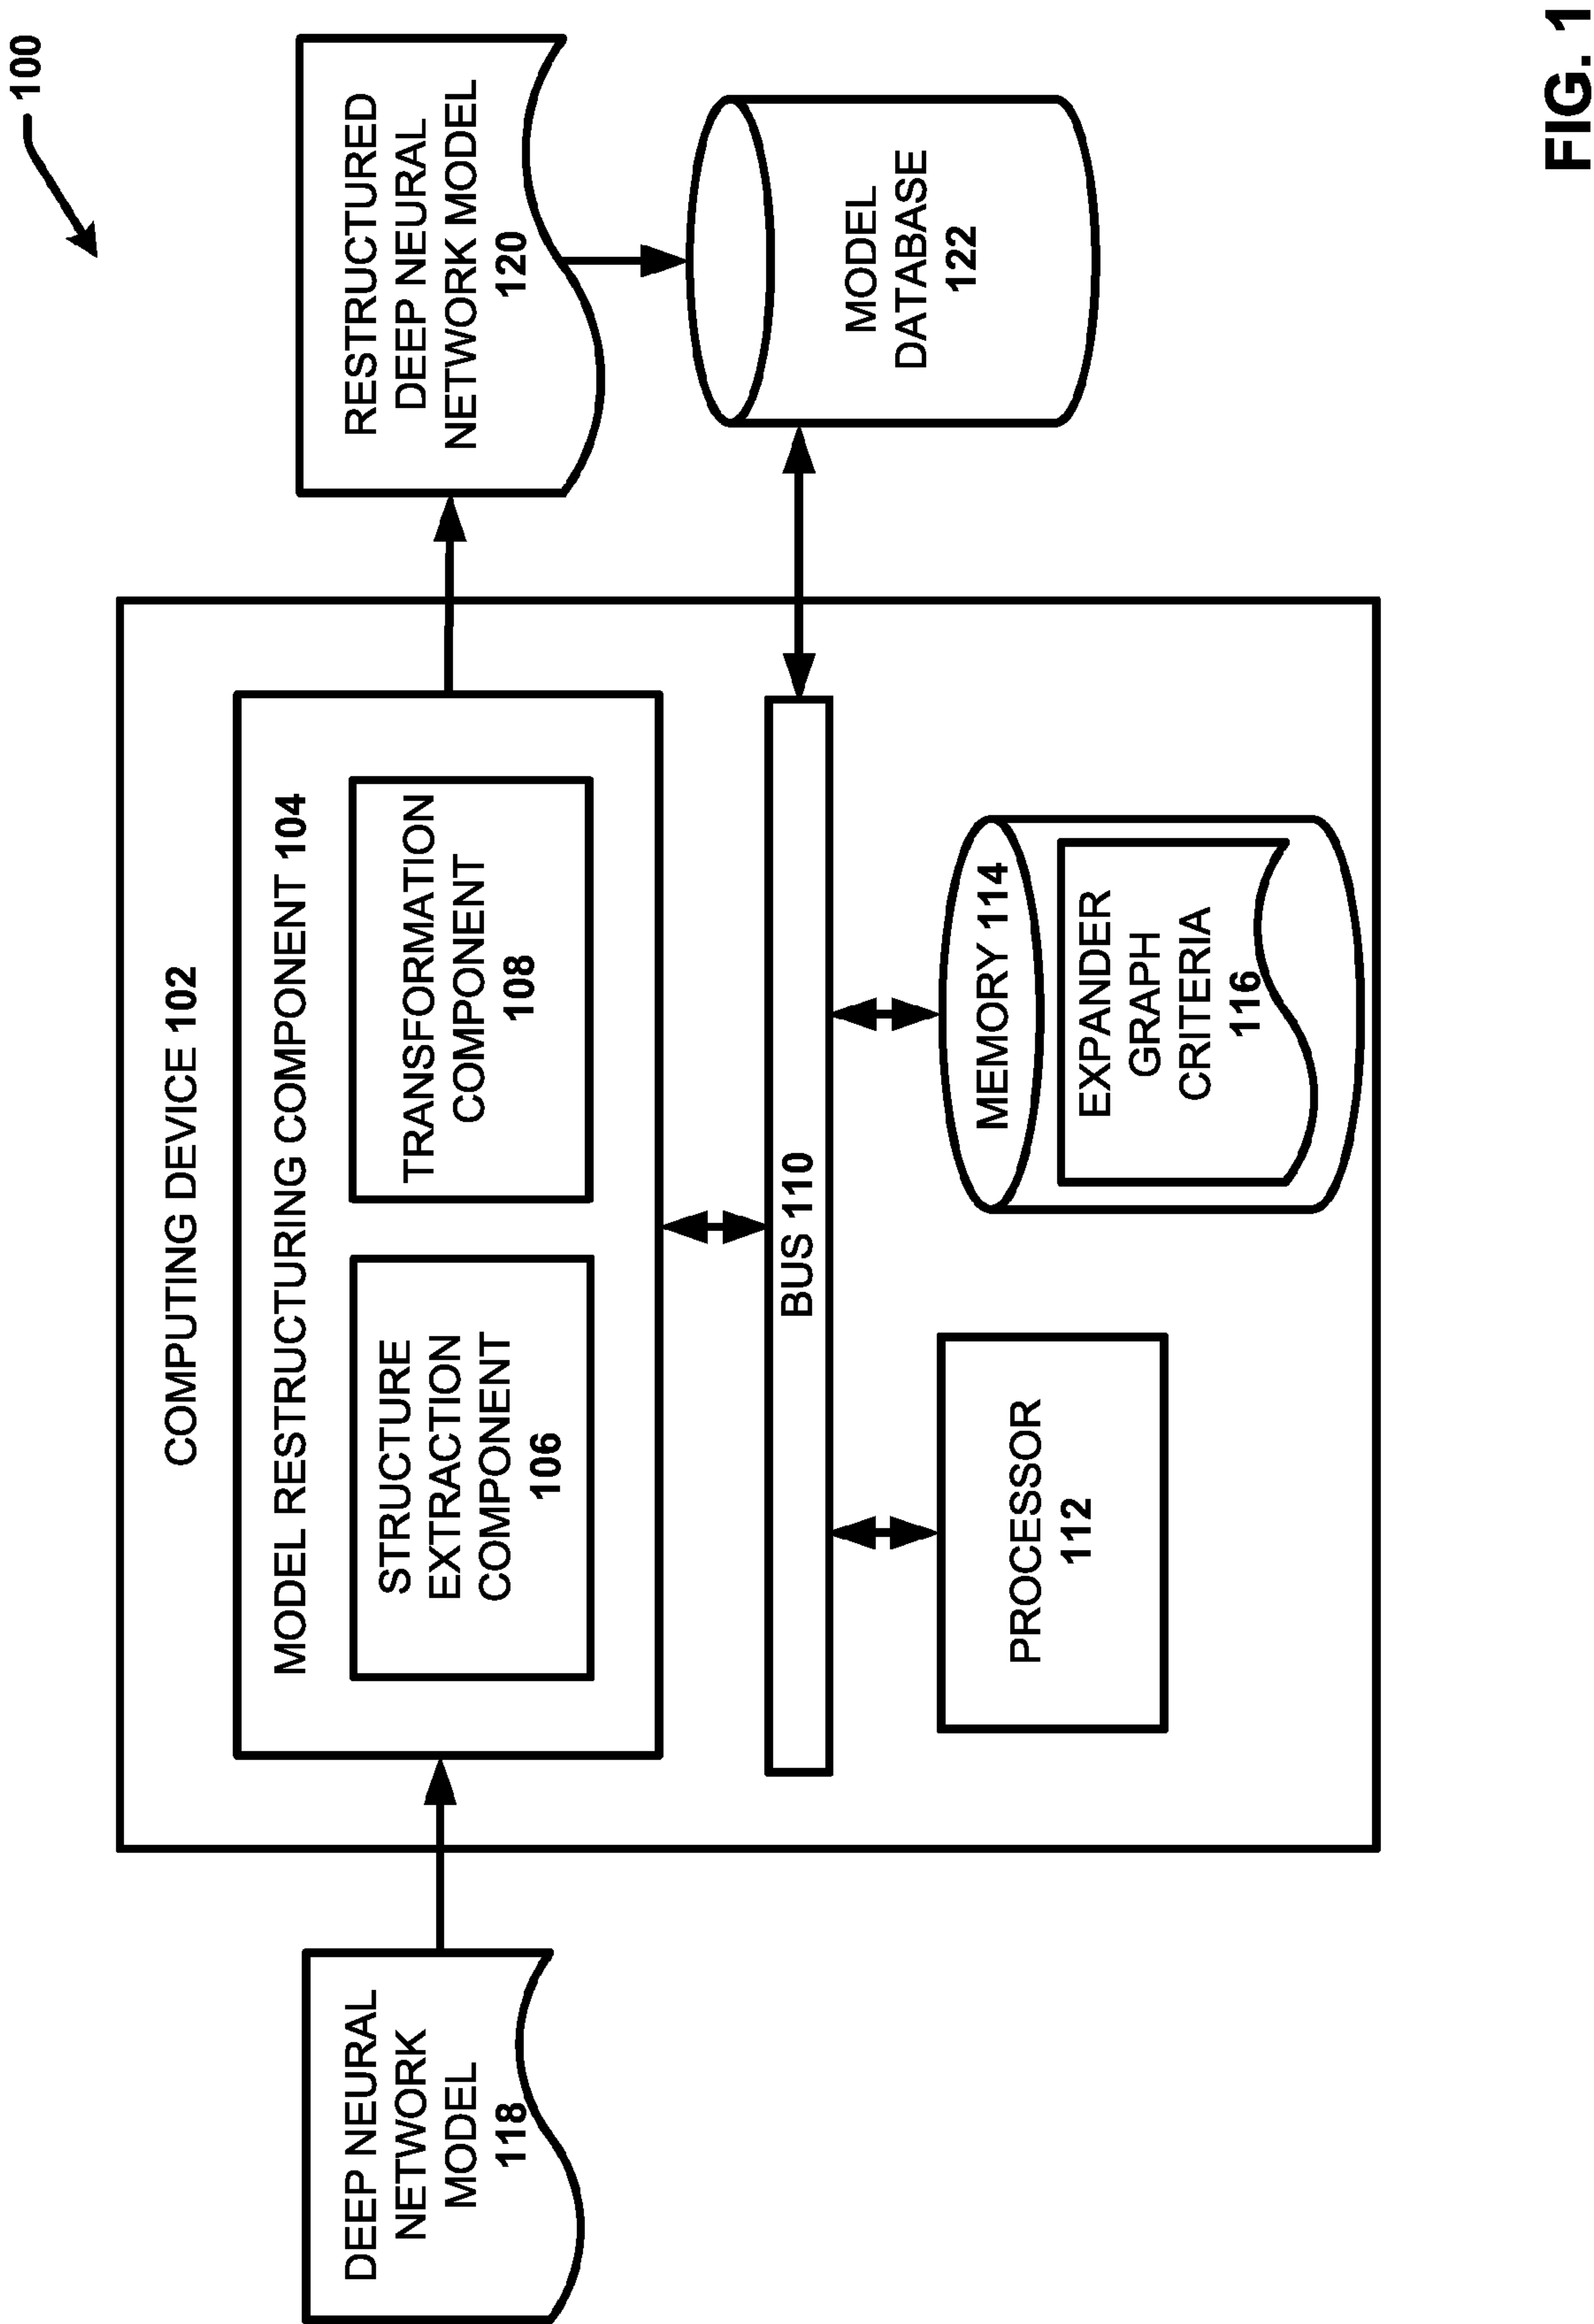 100
COMPUTING DEVICE 102
MODEL RESTRUCTURING COMPONENT 104
DEEP NEURAL
NETWORK
MODEL
118
STRUCTURE
EXTRACTION
COMPONENT
106
TRANSFORMATION
COMPONENT
108
RESTRUCTURED
DEEP NEURAL
NETWORK MODEL
120
BUS 110
MODEL
DATABASE
122
PROCESSOR
112
MEMORY 114
EXPANDER
GRAPH
CRITERIA
116
FIG. 1